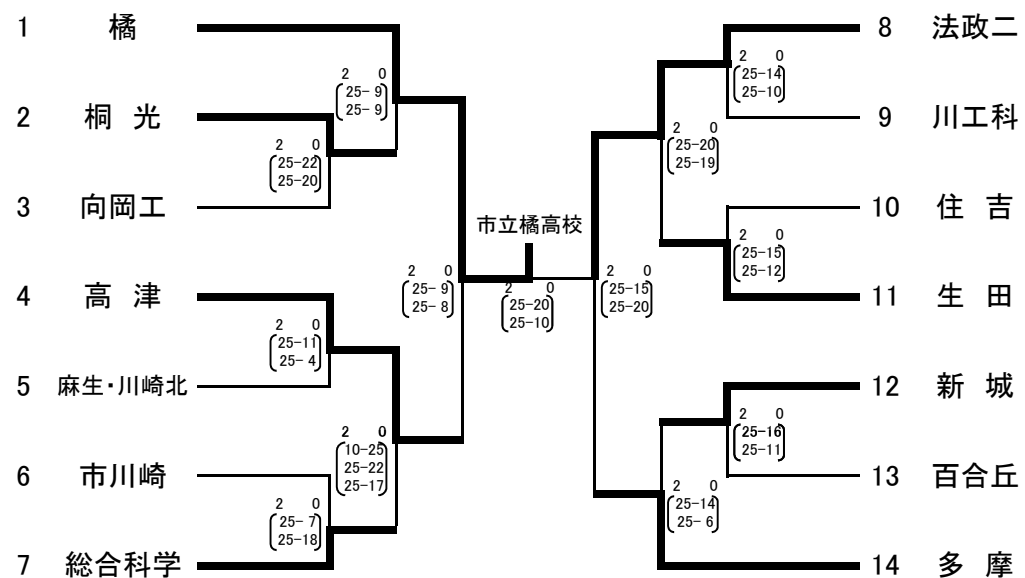 1 橘
2 桐 光
3 向岡工
4 高 津
5 麻生・川崎北
6 市川崎
7 総合科学
2 0
25- 9
25- 9
2 0
25-22
25-20
2 0
25-11
25- 4
2 0
10-25
25-22
25-17
2 0
25- 7
25-18
2 0
25- 9
25- 8
市立橘高校
2 0
25-20
25-10
2 0
25-15
25-20
2 0
25-20
25-19
2 0
25-14
25- 6
2 0
25-14
25-10
2 0
25-15
25-12
2 0
25-16
25-11
8 法政二
9 川工科
10 住 吉
11 生 田
12 新 城
13 百合丘
14 多 摩